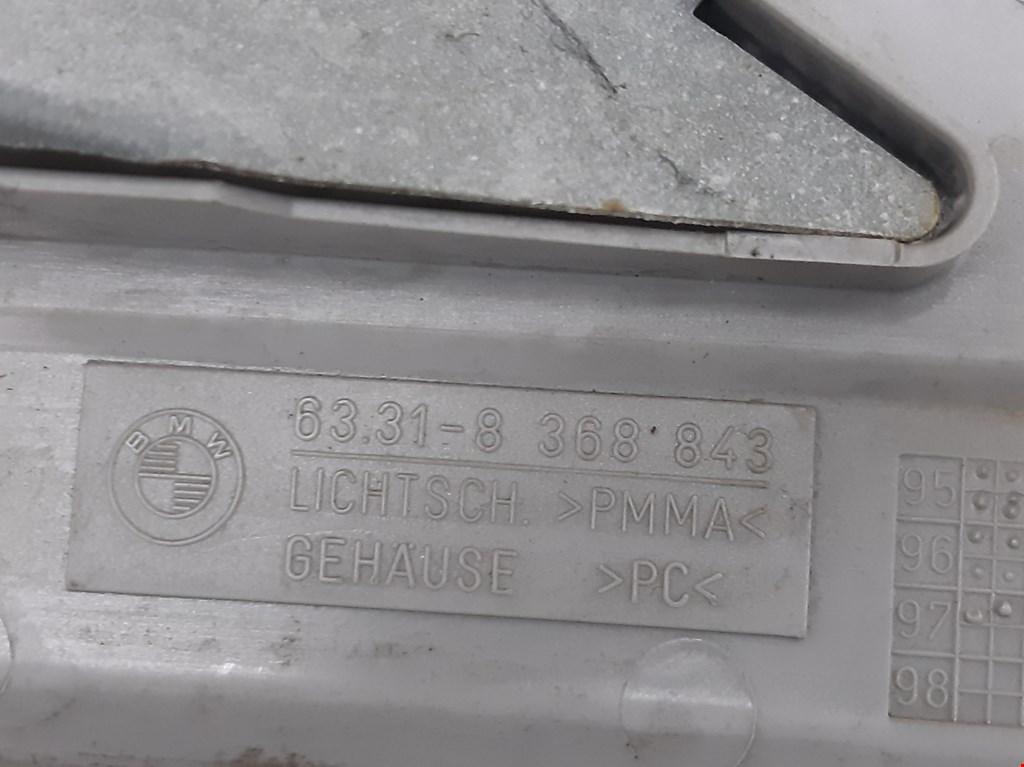 BMW
63.31-8 368 843
LICHTSCH. >PMMA<
GEHÄUSE >PC<
95
96
97
98